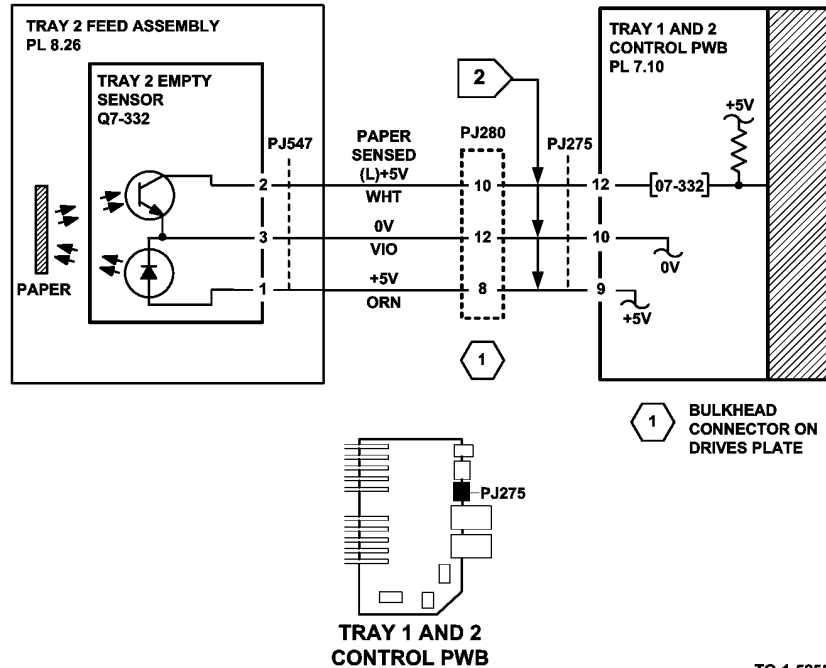 TRAY 2 FEED ASSEMBLY
PL 8.26
TRAY 2 EMPTY
SENSOR
Q7-332
PJ547
PAPER
SENSED
(L)+5V
WHT
0V
VIO
+5V
ORN
2
3
1
PAPER
2
PJ280
10
12
8
1
PJ275
12
10
9
TRAY 1 AND 2
CONTROL PWB
PL 7.10
+5V
[07-332]
0V
+5V
1
BULKHEAD
CONNECTOR ON
DRIVES PLATE
PJ275
TRAY 1 AND 2
CONTROL PWB